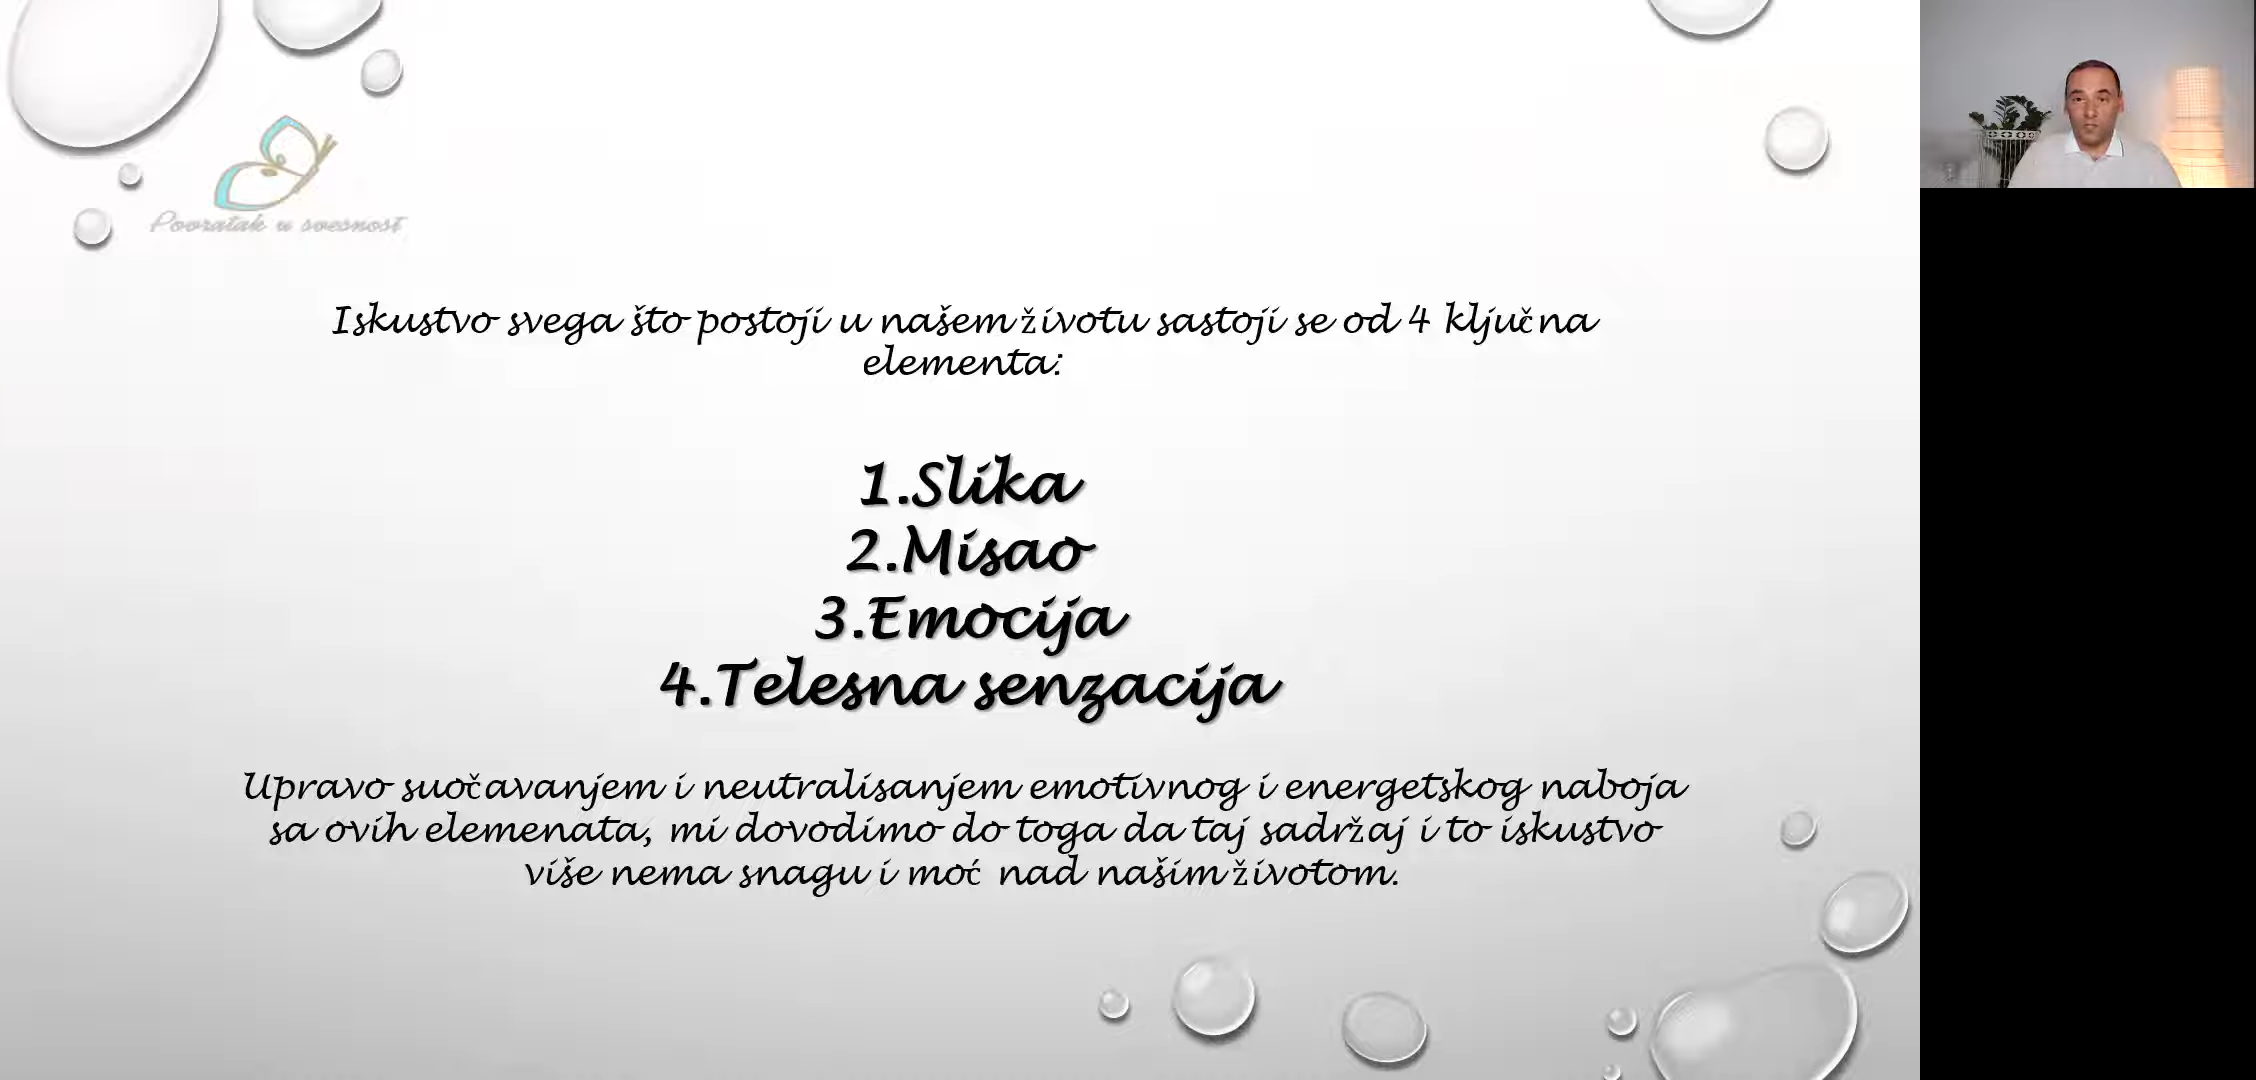 Povratak u svesnost
Iskustvo svega što postoji u našem životu sastoji se od 4 ključna
elementa:
1.Slika
2.Misao
3.Emocija
4.Telesna senzacija
Upravo suočavanjem i neutralisanjem emotivnog i energetskog naboja
sa ovih elemenata, mi dovodimo do toga da taj sadržaj i to iskustvo
više nema snagu i moć nad našim životom.